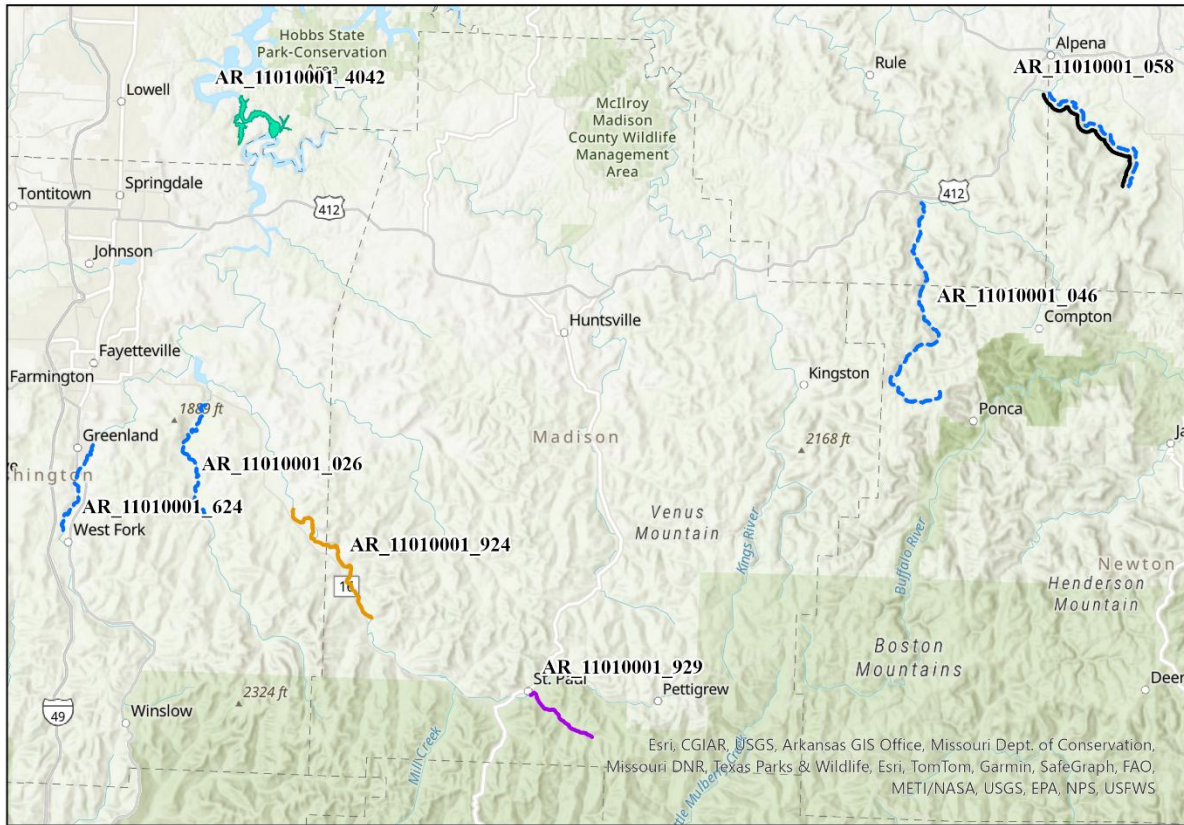 Hobbs State
Park-Conservation
Area
AR_11010001_4042
Lowell
Rule
Alpena
AR_11010001_058
McIlroy
Madison
County Wildlife
Management
Area
Springdale
Tontitown
412
412
Johnson
AR_11010001_046
Compton
Huntsville
Fayetteville
Farmington
Kingston
Ponca
1889 ft
Greenland
Madison
2168 ft
AR_11010001_026
AR_11010001_624
West Fork
Venus
Mountain
Kings River
AR_11010001_924
16
Buffalo River
Newton
Henderson
Mountain
Boston
Mountains
AR_11010001_929
St. Paul
Pettigrew
2324 ft
Deer
49
Winslow
Mill Creek
Esri, CGIAR, USGS, Arkansas GIS Office, Missouri Dept. of Conservation,
Missouri DNR, Texas Parks & Wildlife, Esri, TomTom, Garmin, SafeGraph, FAO,
METI/NASA, USGS, EPA, NPS, USFWS